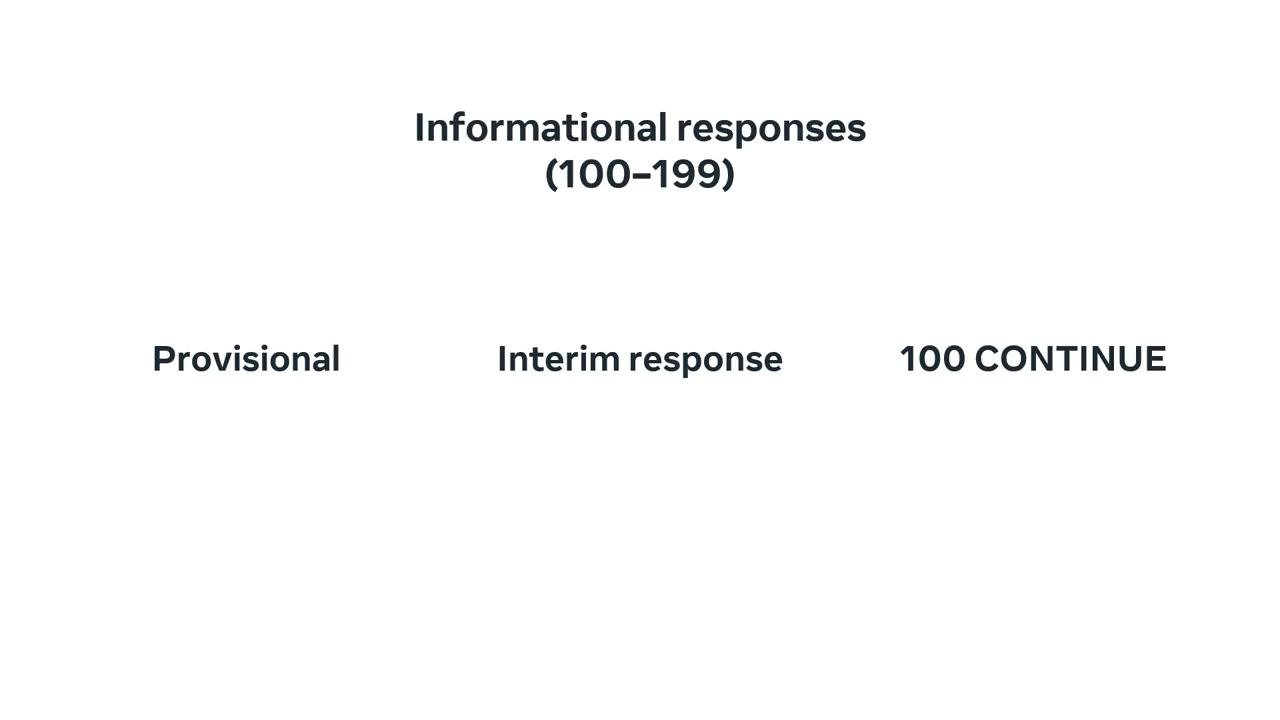 Informational responses
(100–199)
Provisional
Interim response
100 CONTINUE